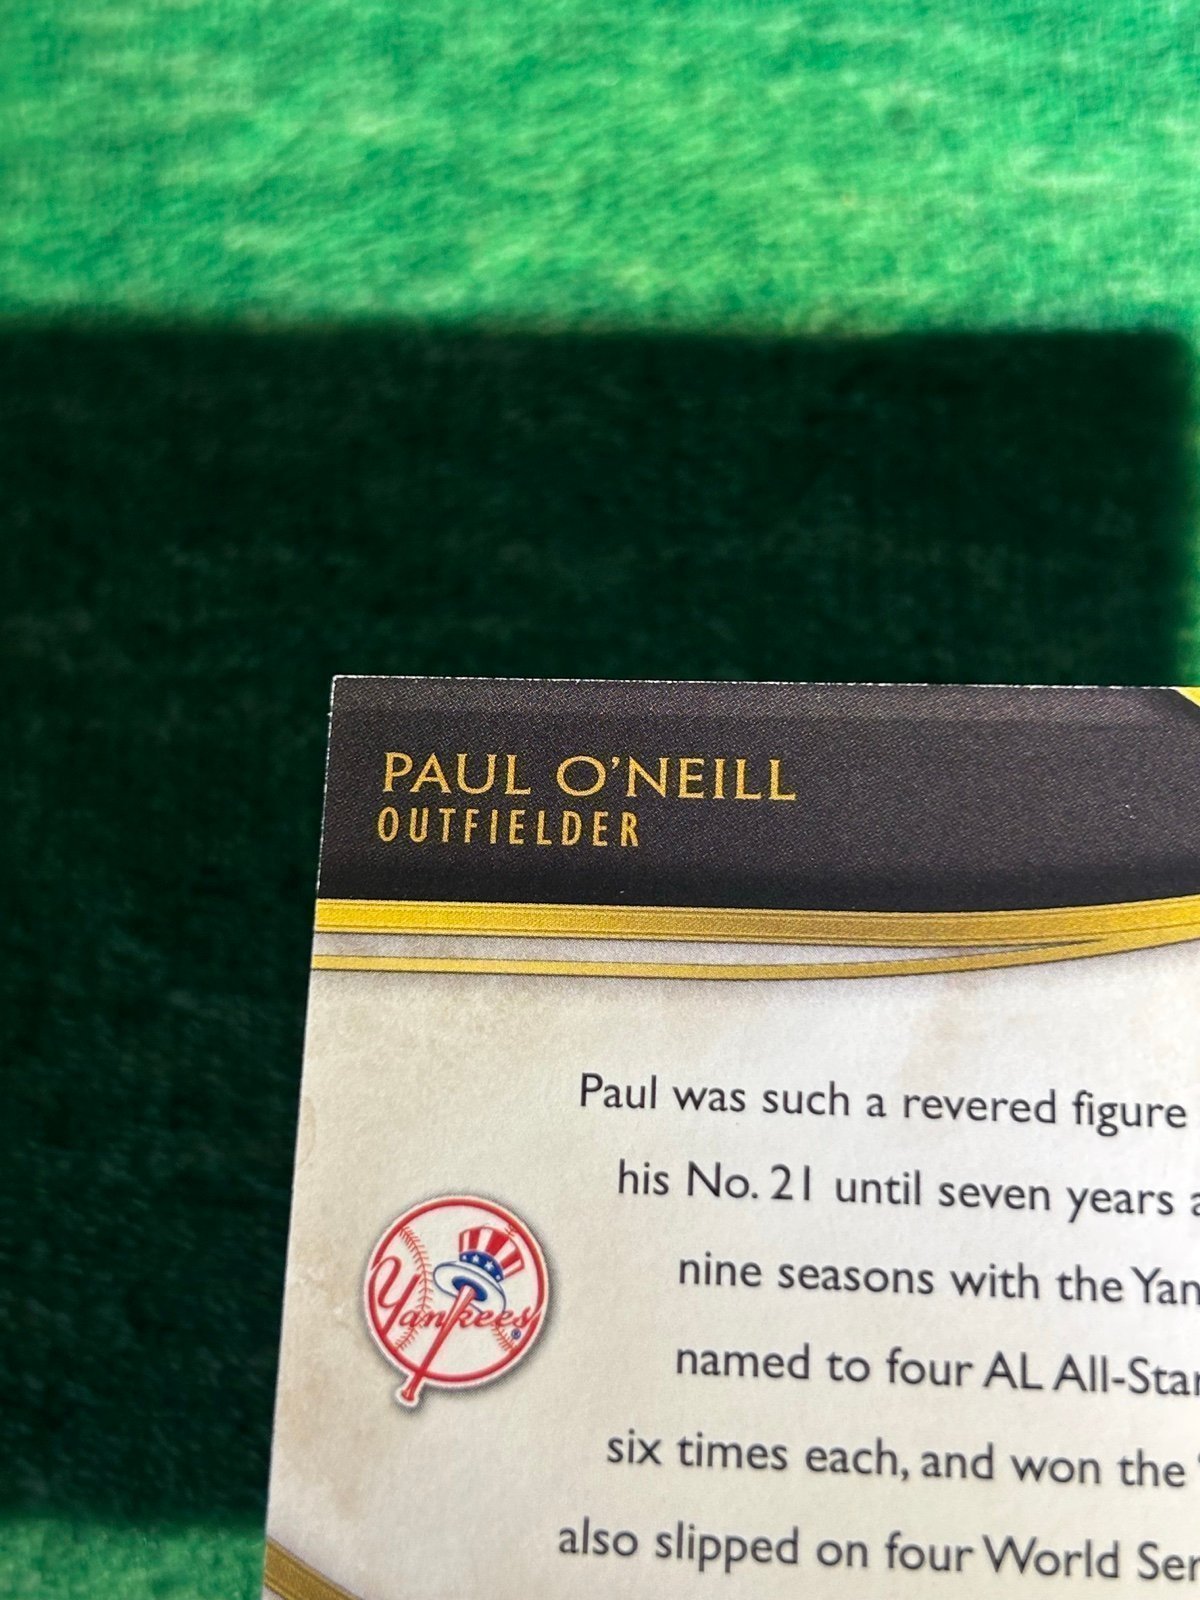 PAUL O'NEILL
OUTFIELDER
Paul was such a revered figure
his No. 21 until seven years
nine seasons with the
named to four AL
six times each, and won the
also slipped on four World
Yankees